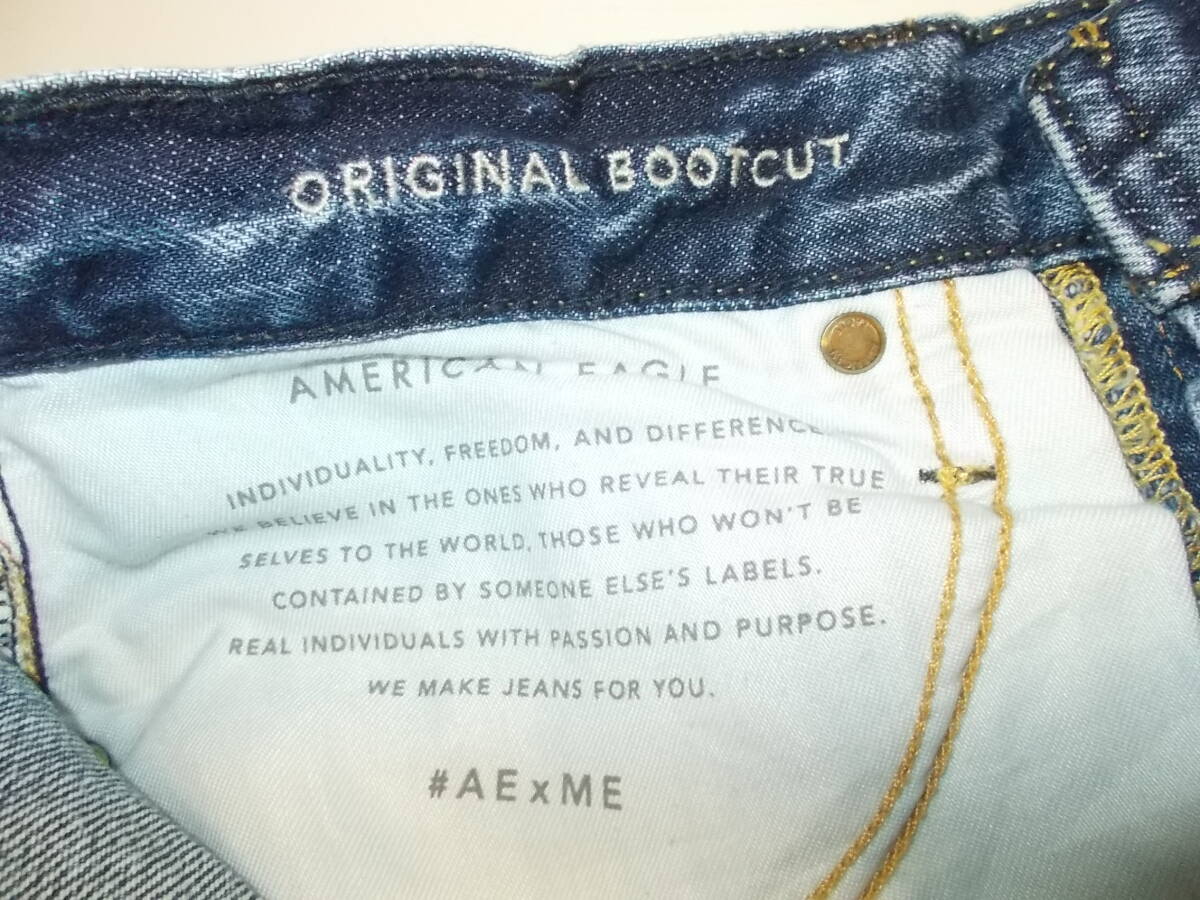 ORIGINAL BOOTCUT
AMERICAN EAGLE
INDIVIDUALITY, FREEDOM, AND DIFFERENCE
WE BELIEVE IN THE ONES WHO REVEAL THEIR TRUE
SELVES TO THE WORLD, THOSE WHO WON'T BE
CONTAINED BY SOMEONE ELSE'S LABELS.
REAL INDIVIDUALS WITH PASSION AND PURPOSE.
WE MAKE JEANS FOR YOU.
#AExME